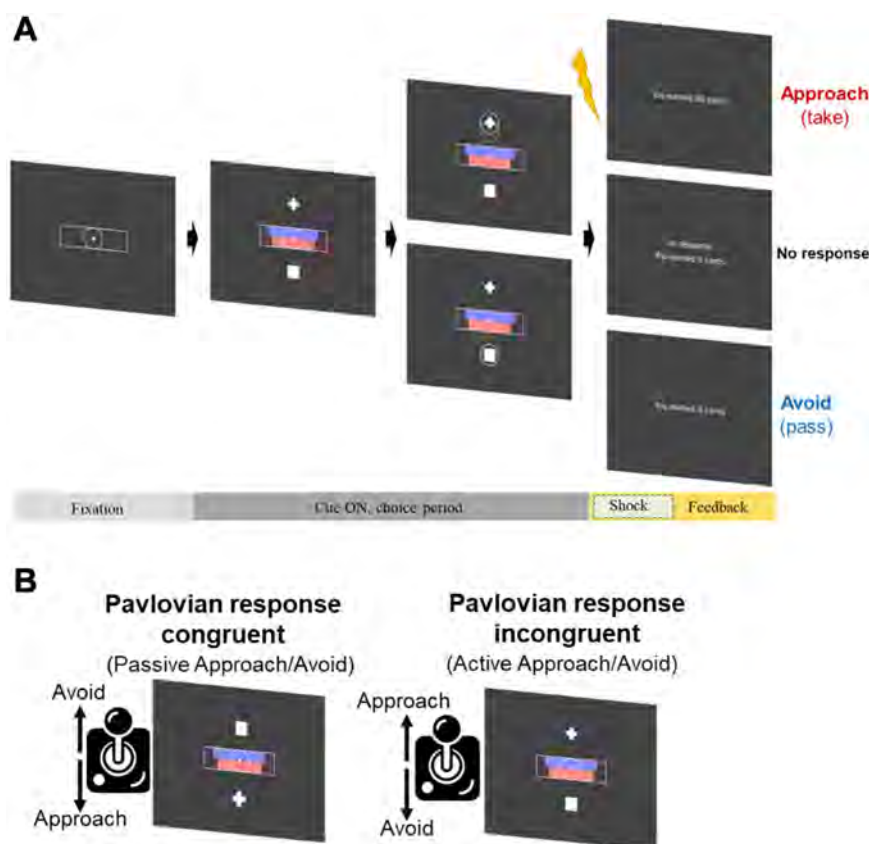 A
Approach
(take)
No response
Avoid
(pass)
Fixation
Cue ON, choice period
Shock
Feedback
B
Pavlovian response
congruent
(Passive Approach/Avoid)
Avoid
Approach
Pavlovian response
incongruent
(Active Approach/Avoid)
Approach
Avoid